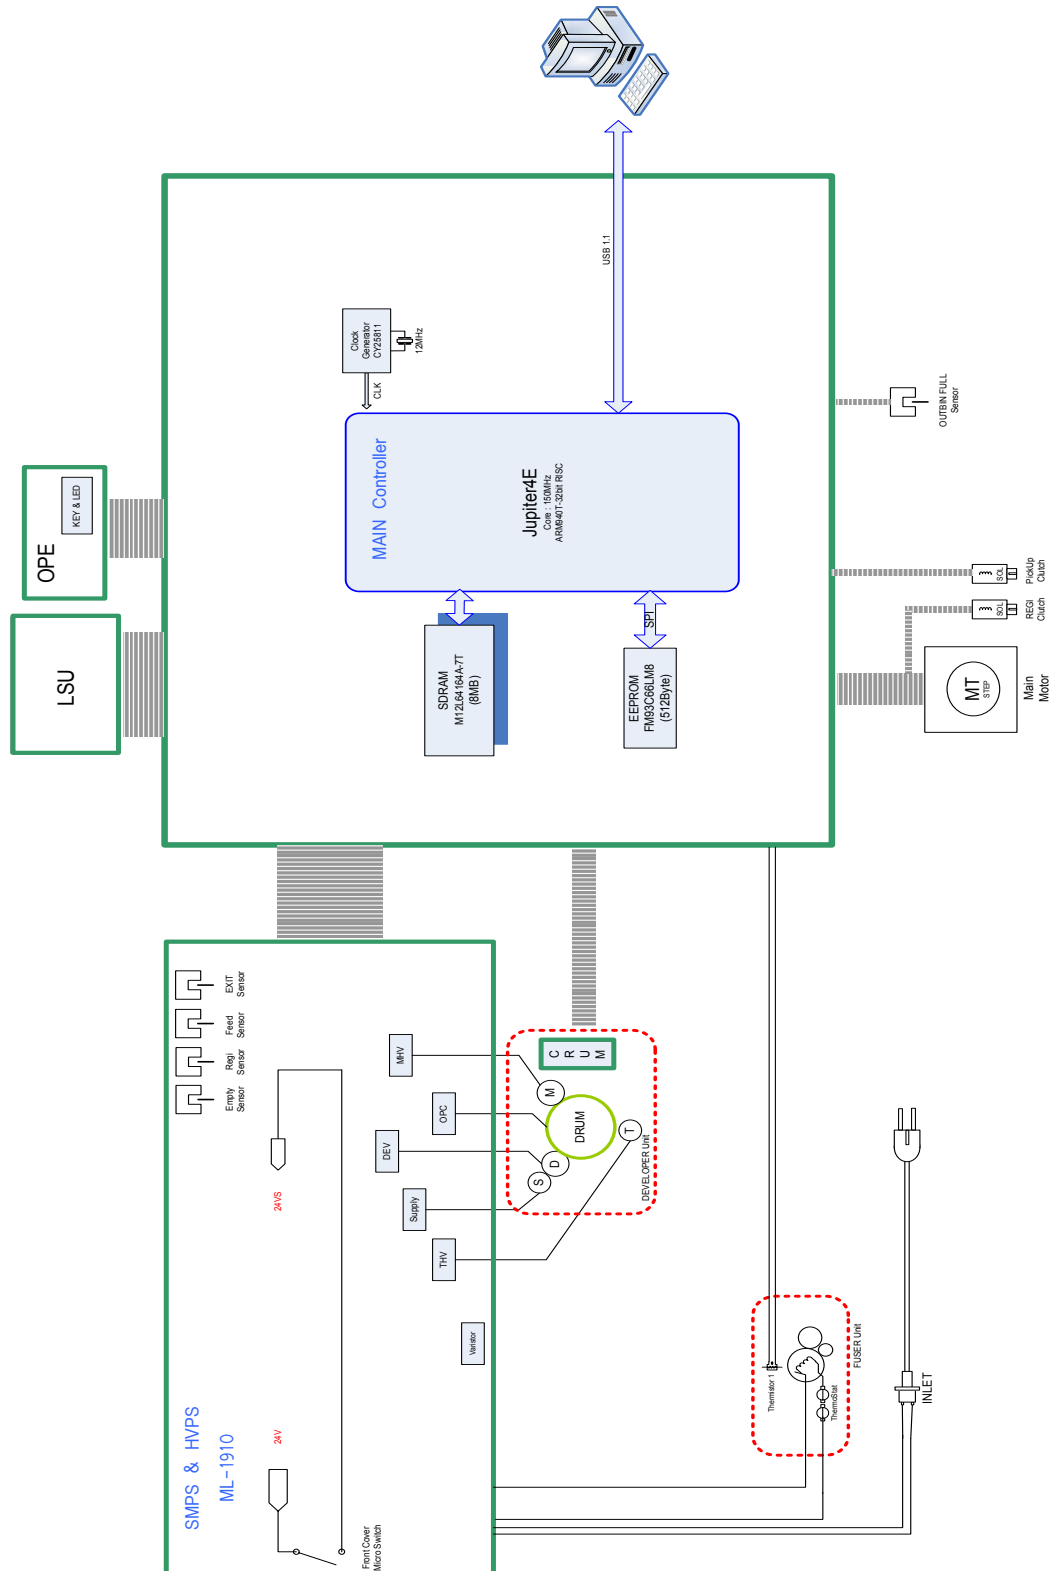 USB 1.1
Clock
Generator
CY25811
12MHz
CLK
OUTBIN FULL
Sensor
MAIN Controller
Jupiter4E
Core : 150MHz
ARM940T-32bit RISC
KEY & LED
OPE
LSU
SDRAM
M12L64164A-7T
(8MB)
SPI
EEPROM
FM93C66LM8
(512Byte)
SOL
PickUp
Clutch
SOL
REGI
Clutch
MT
STEP
Main
Motor
EXIT
Sensor
Feed
Sensor
Regi
Sensor
Empty
Sensor
24VS
24V
SMPS & HVPS
ML-1910
Front Cover
Micro Switch
MHV
OPC
DEV
Supply
THV
Varistor
C R U M
M
DRUM
D
S
T
DEVELOPER Unit
Thermistor 1
ThermoStat
FUSER Unit
INLET